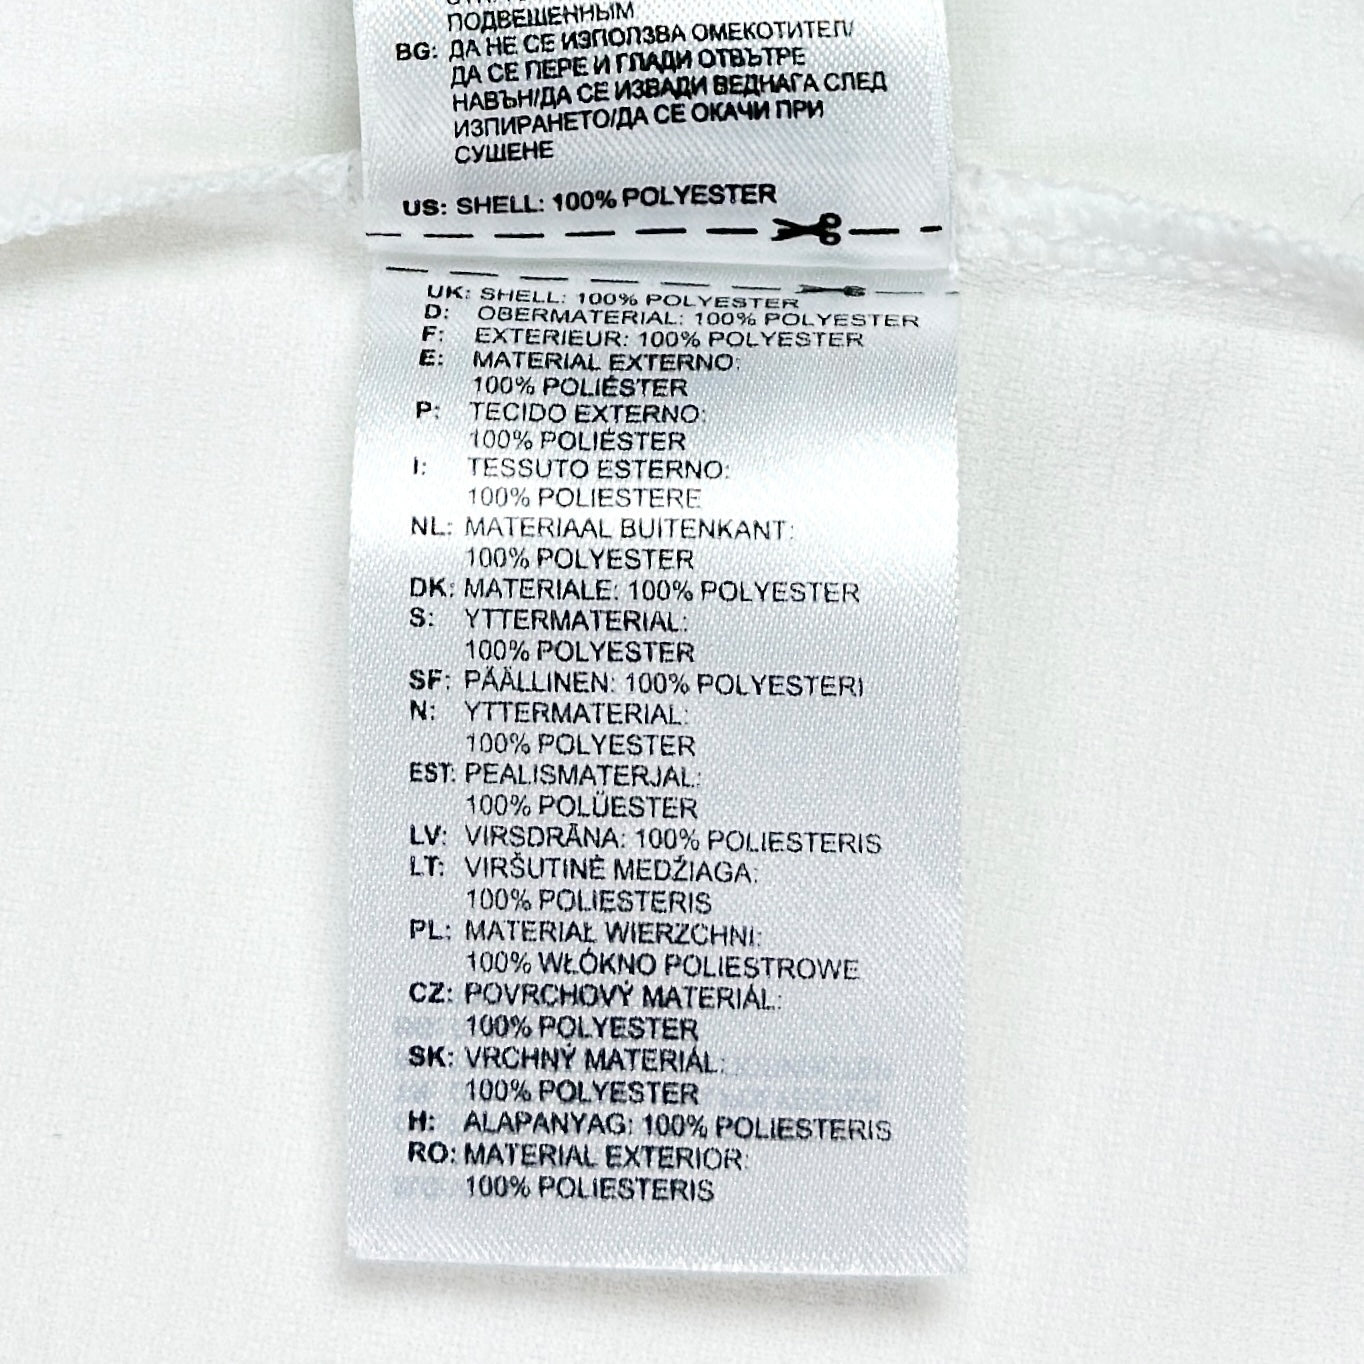 ПОДВЕШЕННЫМ
BG: ДА НЕ СЕ ИЗПОЛЗВА ОМЕКОТИТЕЛ/
ДА СЕ ПЕРЕ И ГЛАДИ ОТВЪТРЕ
НАВЪН/ДА СЕ ИЗВАДИ ВЕДНАГА СЛЕД
ИЗПИРАНЕТО/ДА СЕ ОКАЧИ ПРИ
СУШЕНЕ
US: SHELL: 100% POLYESTER
UK: SHELL: 100% POLYESTER
D: OBERMATERIAL: 100% POLYESTER
F: EXTERIEUR: 100% POLYESTER
E: MATERIAL EXTERNO:
100% POLIÉSTER
P: TECIDO EXTERNO:
100% POLIÉSTER
I: TESSUTO ESTERNO:
100% POLIESTERE
NL: MATERIAAL BUITENKANT:
100% POLYESTER
DK: MATERIALE: 100% POLYESTER
S: YTTERMATERIAL:
100% POLYESTER
SF: PÄÄLLINEN: 100% POLYESTERI
N: YTTERMATERIAL:
100% POLYESTER
EST: PEALISMATERJAL:
100% POLÜESTER
LV: VIRSDRĀNA: 100% POLIESTERIS
LT: VIRŠUTINĖ MEDŽIAGA:
100% POLIESTERIS
PL: MATERIAŁ WIERZCHNI:
100% WŁÓKNO POLIESTROWE
CZ: POVRCHOVÝ MATERIÁL:
100% POLYESTER
SK: VRCHNÝ MATERIÁL:
100% POLYESTER
H: ALAPANYAG: 100% POLIESTERIS
RO: MATERIAL EXTERIOR:
100% POLIESTERIS